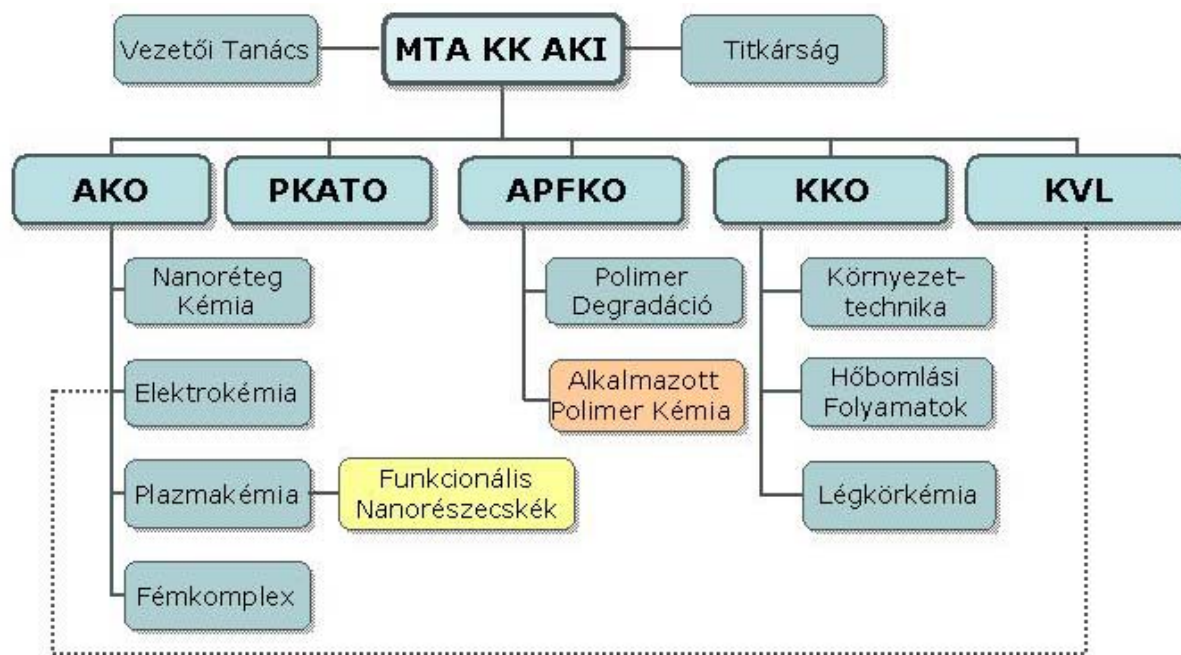 Vezetői Tanács
MTA KK AKI
Titkárság
AKO
PKATO
APFKO
KKO
KVL
Nanoréteg
Kémia
Elektrokémia
Plazmakémia
Funkcionális
Nanorészecskék
Fémkomplex
Polimer
Degradáció
Alkalmazott
Polimer Kémia
Környezet-
technika
Hőbomlási
Folyamatok
Légkörkémia